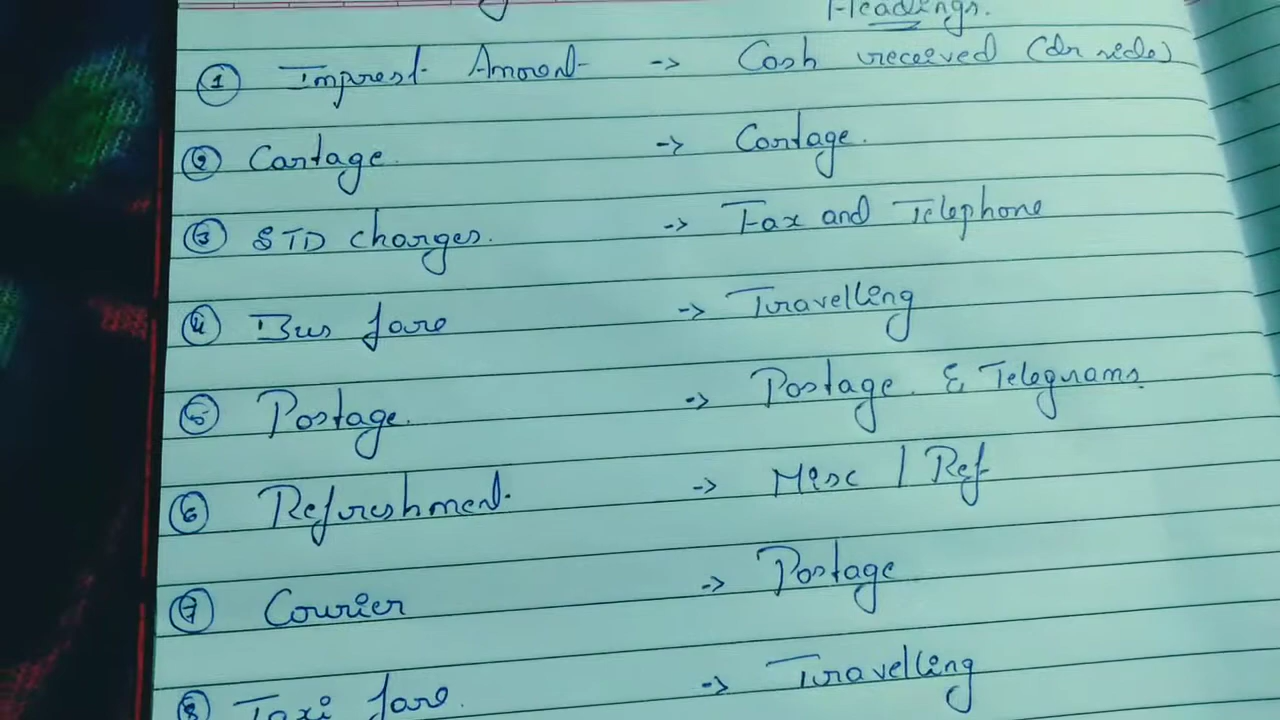 Headings.
① Imprest Amount -> Cash received (dr side)
② Cartage. -> Cartage.
③ STD charges. -> Fax and Telephone
④ Bus fare -> Travelling
⑤ Postage. -> Postage & Telegrams.
⑥ Refreshment. -> Misc / Ref
⑦ Courier -> Postage
⑧ Taxi fare. -> Travelling